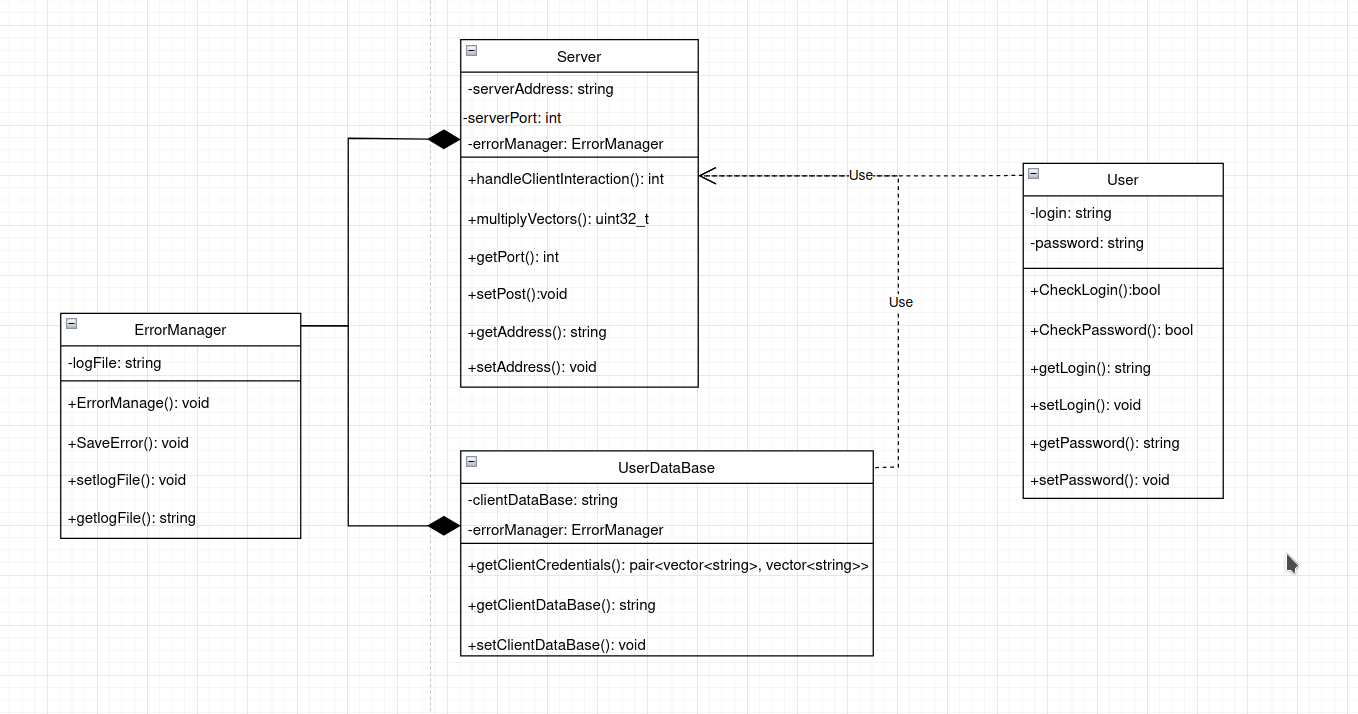 Server
-serverAddress: string
-serverPort: int
-errorManager: ErrorManager
+handleClientInteraction(): int
+multiplyVectors(): uint32_t
+getPort(): int
+setPost():void
+getAddress(): string
+setAddress(): void
Use
Use
User
-login: string
-password: string
+CheckLogin():bool
+CheckPassword(): bool
+getLogin(): string
+setLogin(): void
+getPassword(): string
+setPassword(): void
ErrorManager
-logFile: string
+ErrorManage(): void
+SaveError(): void
+setlogFile(): void
+getlogFile(): string
UserDataBase
-clientDataBase: string
-errorManager: ErrorManager
+getClientCredentials(): pair<vector<string>, vector<string>>
+getClientDataBase(): string
+setClientDataBase(): void